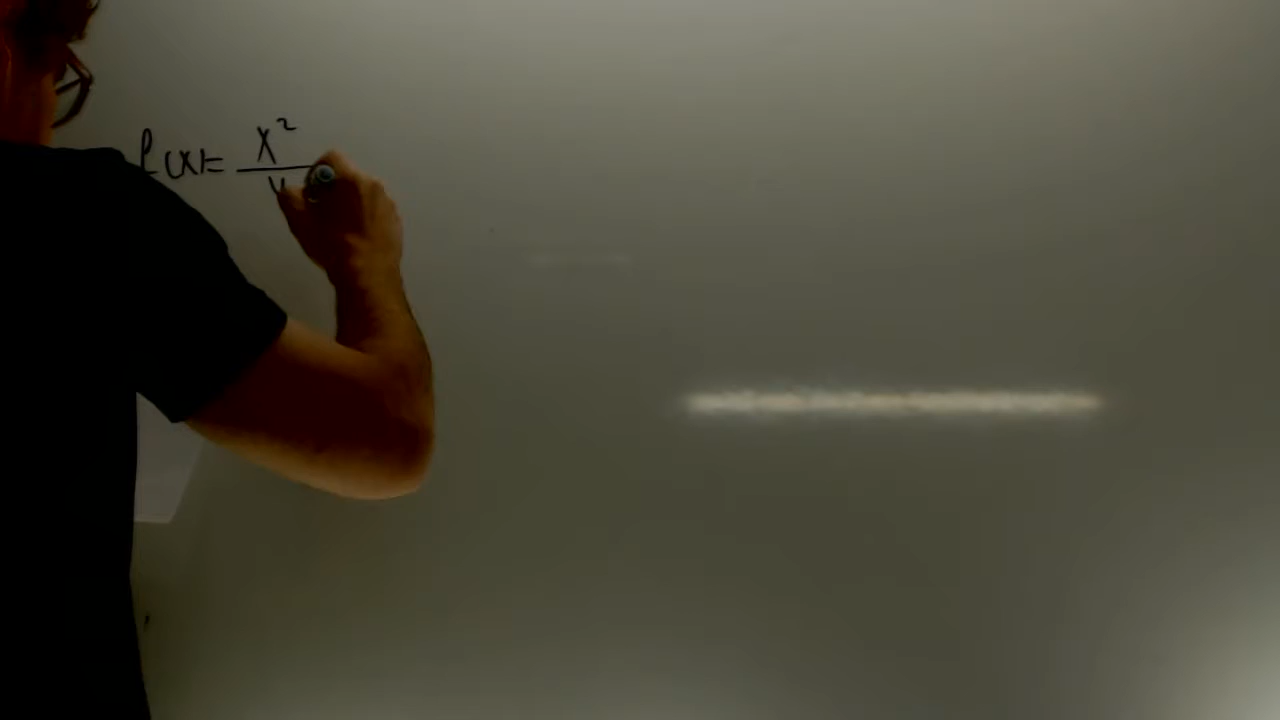 f(x)= x²/